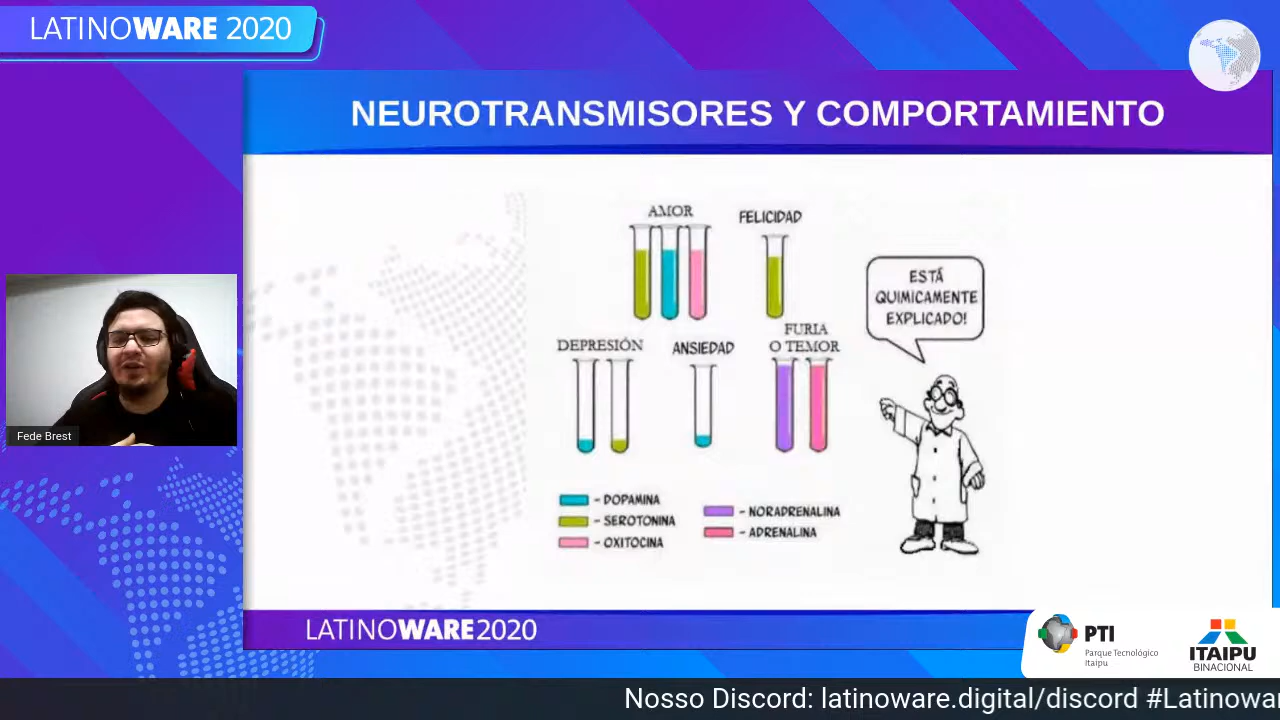 LATINOWARE 2020
NEUROTRANSMISORES Y COMPORTAMIENTO
AMOR
FELICIDAD
ESTÁ
QUIMICAMENTE
EXPLICADO!
DEPRESIÓN
ANSIEDAD
FURIA
O TEMOR
- DOPAMINA
- SEROTONINA
- OXITOCINA
- NORADRENALINA
- ADRENALINA
Fede Brest
LATINOWARE2020
PTI
Parque Tecnológico
Itaipu
ITAIPU
BINACIONAL
Nosso Discord: latinoware.digital/discord #Latinowar